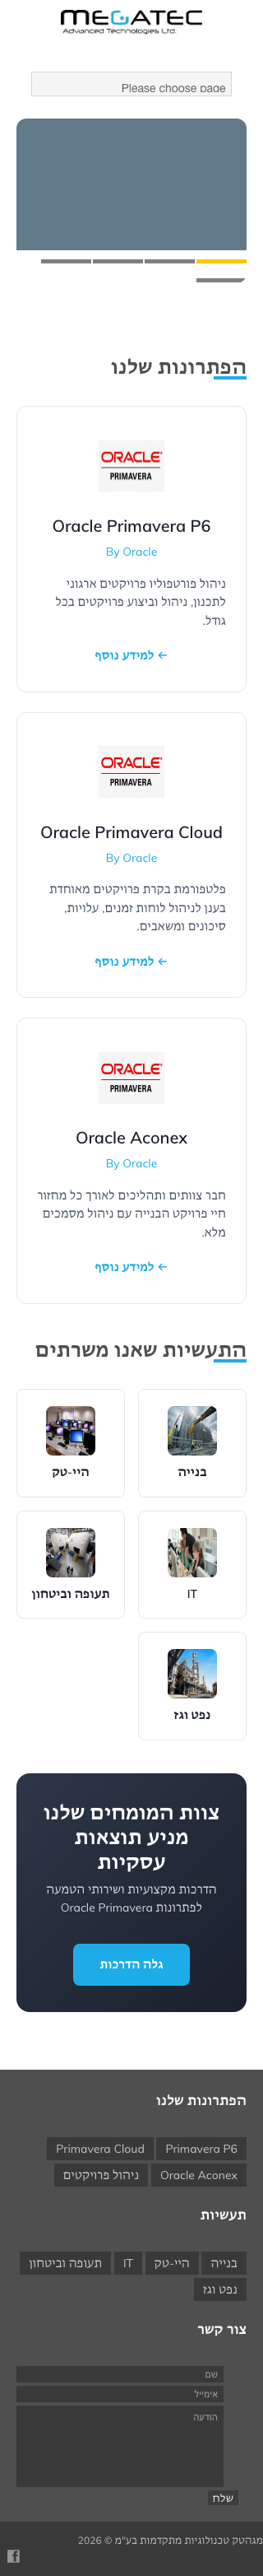 MEGATEC
Advanced Technologies Ltd.
Please choose page
הפתרונות שלנו
ORACLE
PRIMAVERA
Oracle Primavera P6
By Oracle
ניהול פורטפוליו פרויקטים ארגוני
לתכנון, ניהול וביצוע פרויקטים בכל
גודל.
למידע נוסף ←
ORACLE
PRIMAVERA
Oracle Primavera Cloud
By Oracle
פלטפורמת בקרת פרויקטים מאוחדת
בענן לניהול לוחות זמנים, עלויות,
סיכונים ומשאבים.
למידע נוסף ←
ORACLE
PRIMAVERA
Oracle Aconex
By Oracle
חבר צוותים ותהליכים לאורך כל מחזור
חיי פרויקט הבנייה עם ניהול מסמכים
מלא.
למידע נוסף ←
התעשיות שאנו משרתים
בנייה
היי-טק
IT
תעופה וביטחון
נפט וגז
צוות המומחים שלנו
מניע תוצאות
עסקיות
הדרכות מקצועיות ושירותי הטמעה
לפתרונות Oracle Primavera
גלה הדרכות
הפתרונות שלנו
Primavera P6
Primavera Cloud
Oracle Aconex
ניהול פרויקטים
תעשיות
בנייה
היי-טק
IT
תעופה וביטחון
נפט וגז
צור קשר
שם
אימייל
הודעה
שלח
מגהטק טכנולוגיות מתקדמות בע"מ © 2026